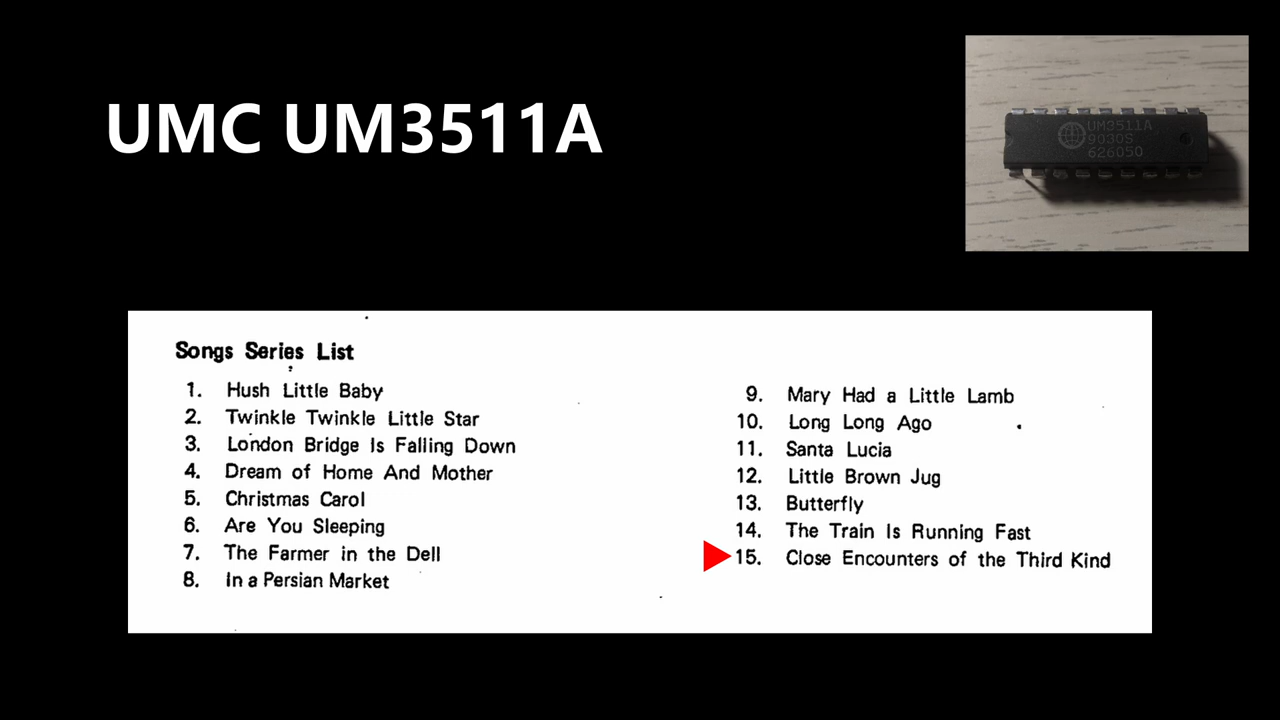 UMC UM3511A
UM3511A
9030S
626050
Songs Series List
1. Hush Little Baby
2. Twinkle Twinkle Little Star
3. London Bridge Is Falling Down
4. Dream of Home And Mother
5. Christmas Carol
6. Are You Sleeping
7. The Farmer in the Dell
8. In a Persian Market
9. Mary Had a Little Lamb
10. Long Long Ago
11. Santa Lucia
12. Little Brown Jug
13. Butterfly
14. The Train Is Running Fast
15. Close Encounters of the Third Kind